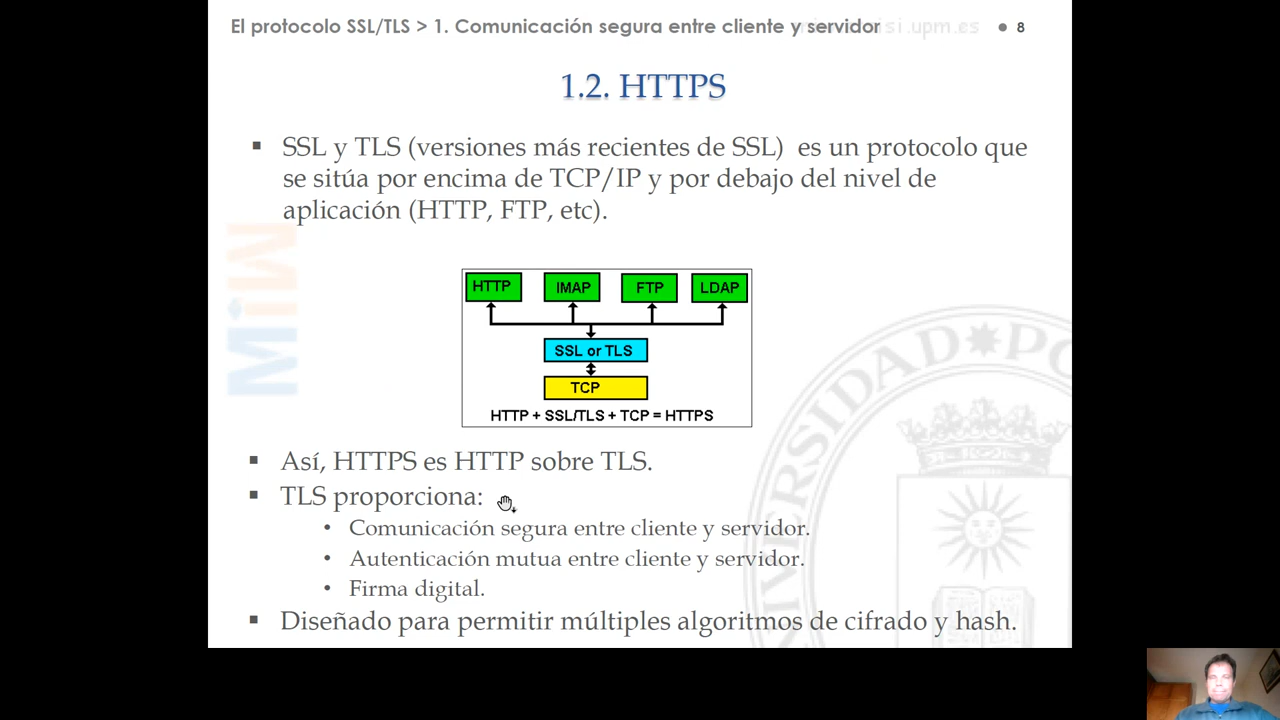 El protocolo SSL/TLS > 1. Comunicación segura entre cliente y servidor ● 8
1.2. HTTPS
▪ SSL y TLS (versiones más recientes de SSL) es un protocolo que
se sitúa por encima de TCP/IP y por debajo del nivel de
aplicación (HTTP, FTP, etc).
MiW
HTTP IMAP FTP LDAP
SSL or TLS
TCP
HTTP + SSL/TLS + TCP = HTTPS
UNIVERSIDAD PO
▪ Así, HTTPS es HTTP sobre TLS.
▪ TLS proporciona:
• Comunicación segura entre cliente y servidor.
• Autenticación mutua entre cliente y servidor.
• Firma digital.
▪ Diseñado para permitir múltiples algoritmos de cifrado y hash.